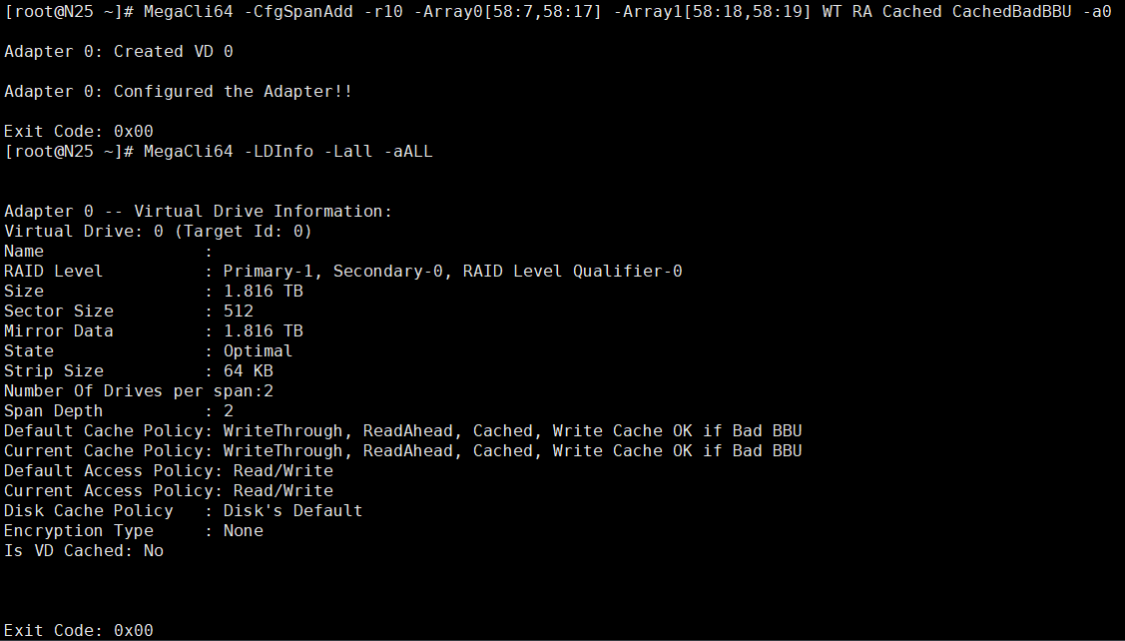 [root@N25 ~]# MegaCli64 -CfgSpanAdd -r10 -Array0[58:7,58:17] -Array1[58:18,58:19] WT RA Cached CachedBadBBU -a0
Adapter 0: Created VD 0
Adapter 0: Configured the Adapter!!
Exit Code: 0x00
[root@N25 ~]# MegaCli64 -LDInfo -Lall -aALL
Adapter 0 -- Virtual Drive Information:
Virtual Drive: 0 (Target Id: 0)
Name                :
RAID Level          : Primary-1, Secondary-0, RAID Level Qualifier-0
Size                : 1.816 TB
Sector Size         : 512
Mirror Data         : 1.816 TB
State               : Optimal
Strip Size          : 64 KB
Number Of Drives per span:2
Span Depth          : 2
Default Cache Policy: WriteThrough, ReadAhead, Cached, Write Cache OK if Bad BBU
Current Cache Policy: WriteThrough, ReadAhead, Cached, Write Cache OK if Bad BBU
Default Access Policy: Read/Write
Current Access Policy: Read/Write
Disk Cache Policy   : Disk's Default
Encryption Type     : None
Is VD Cached: No
Exit Code: 0x00